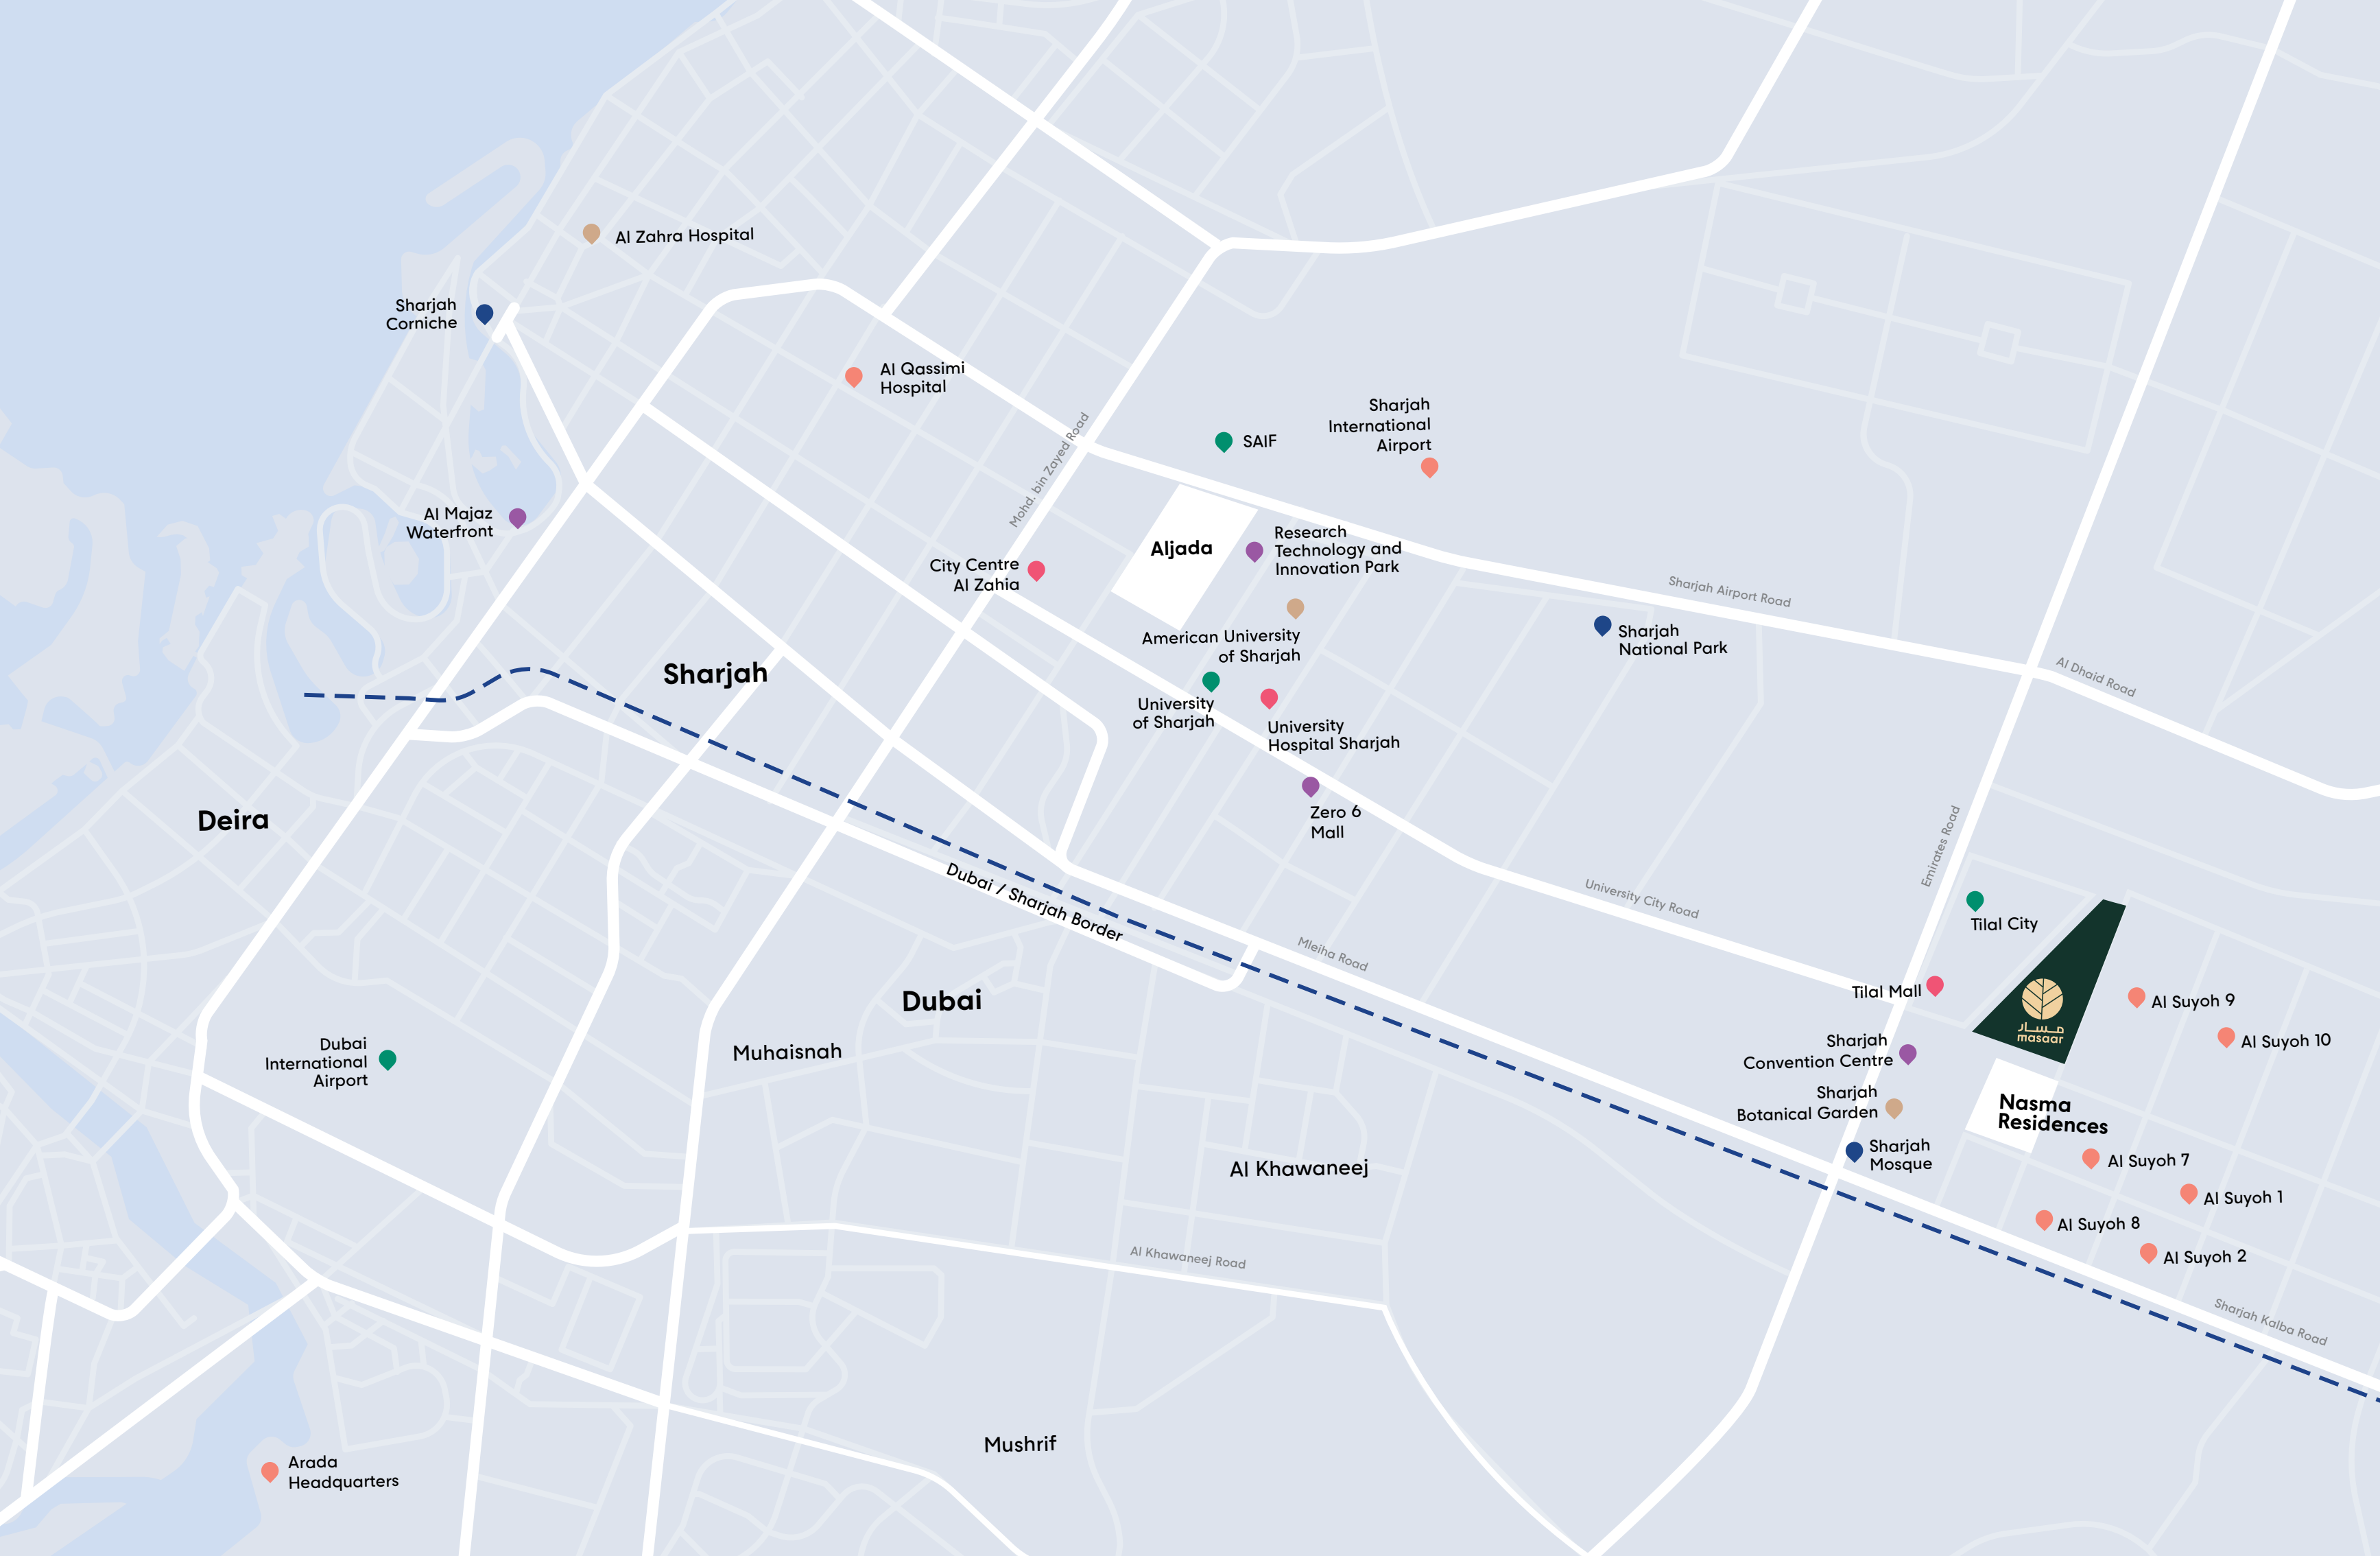 Al Zahra Hospital
Sharjah
Corniche
Al Qassimi
Hospital
Mohd. bin Zayed Road
SAIF
Sharjah
International
Airport
Al Majaz
Waterfront
Aljada
Research
Technology and
Innovation Park
City Centre
Al Zahia
Sharjah Airport Road
American University
of Sharjah
Sharjah
National Park
Sharjah
University
of Sharjah
University
Hospital Sharjah
Al Dhaid Road
Zero 6
Mall
Deira
Emirates Road
Dubai / Sharjah Border
University City Road
Mleiha Road
Tilal City
Tilal Mall
مسار
masaar
Al Suyoh 9
Al Suyoh 10
Dubai
Muhaisnah
Dubai
International
Airport
Sharjah
Convention Centre
Sharjah
Botanical Garden
Nasma
Residences
Sharjah
Mosque
Al Suyoh 7
Al Khawaneej
Al Suyoh 1
Al Suyoh 8
Al Suyoh 2
Al Khawaneej Road
Sharjah Kalba Road
Mushrif
Arada
Headquarters